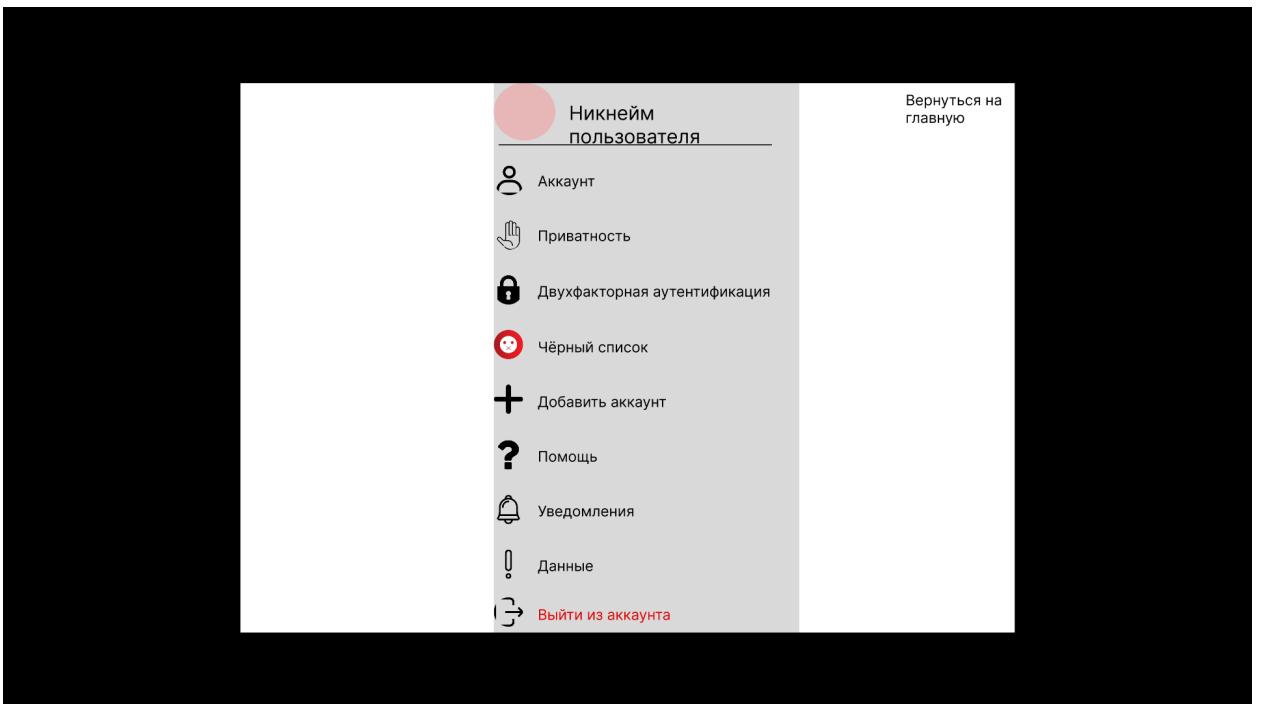 Никнейм
пользователя
Вернуться на
главную
Аккаунт
Приватность
Двухфакторная аутентификация
Чёрный список
Добавить аккаунт
Помощь
Уведомления
Данные
Выйти из аккаунта